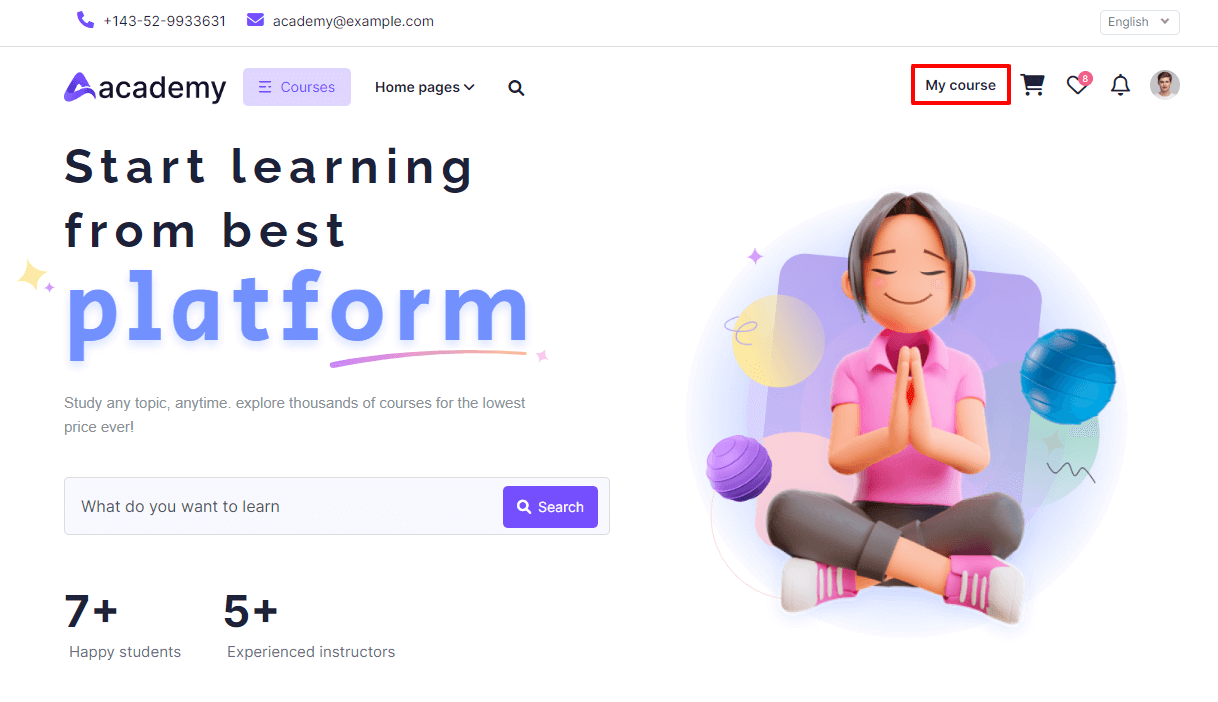 +143-52-9933631 academy@example.com English
academy Courses Home pages My course 8
Start learning
from best
platform
Study any topic, anytime. explore thousands of courses for the lowest
price ever!
What do you want to learn Search
7+ 5+
Happy students Experienced instructors